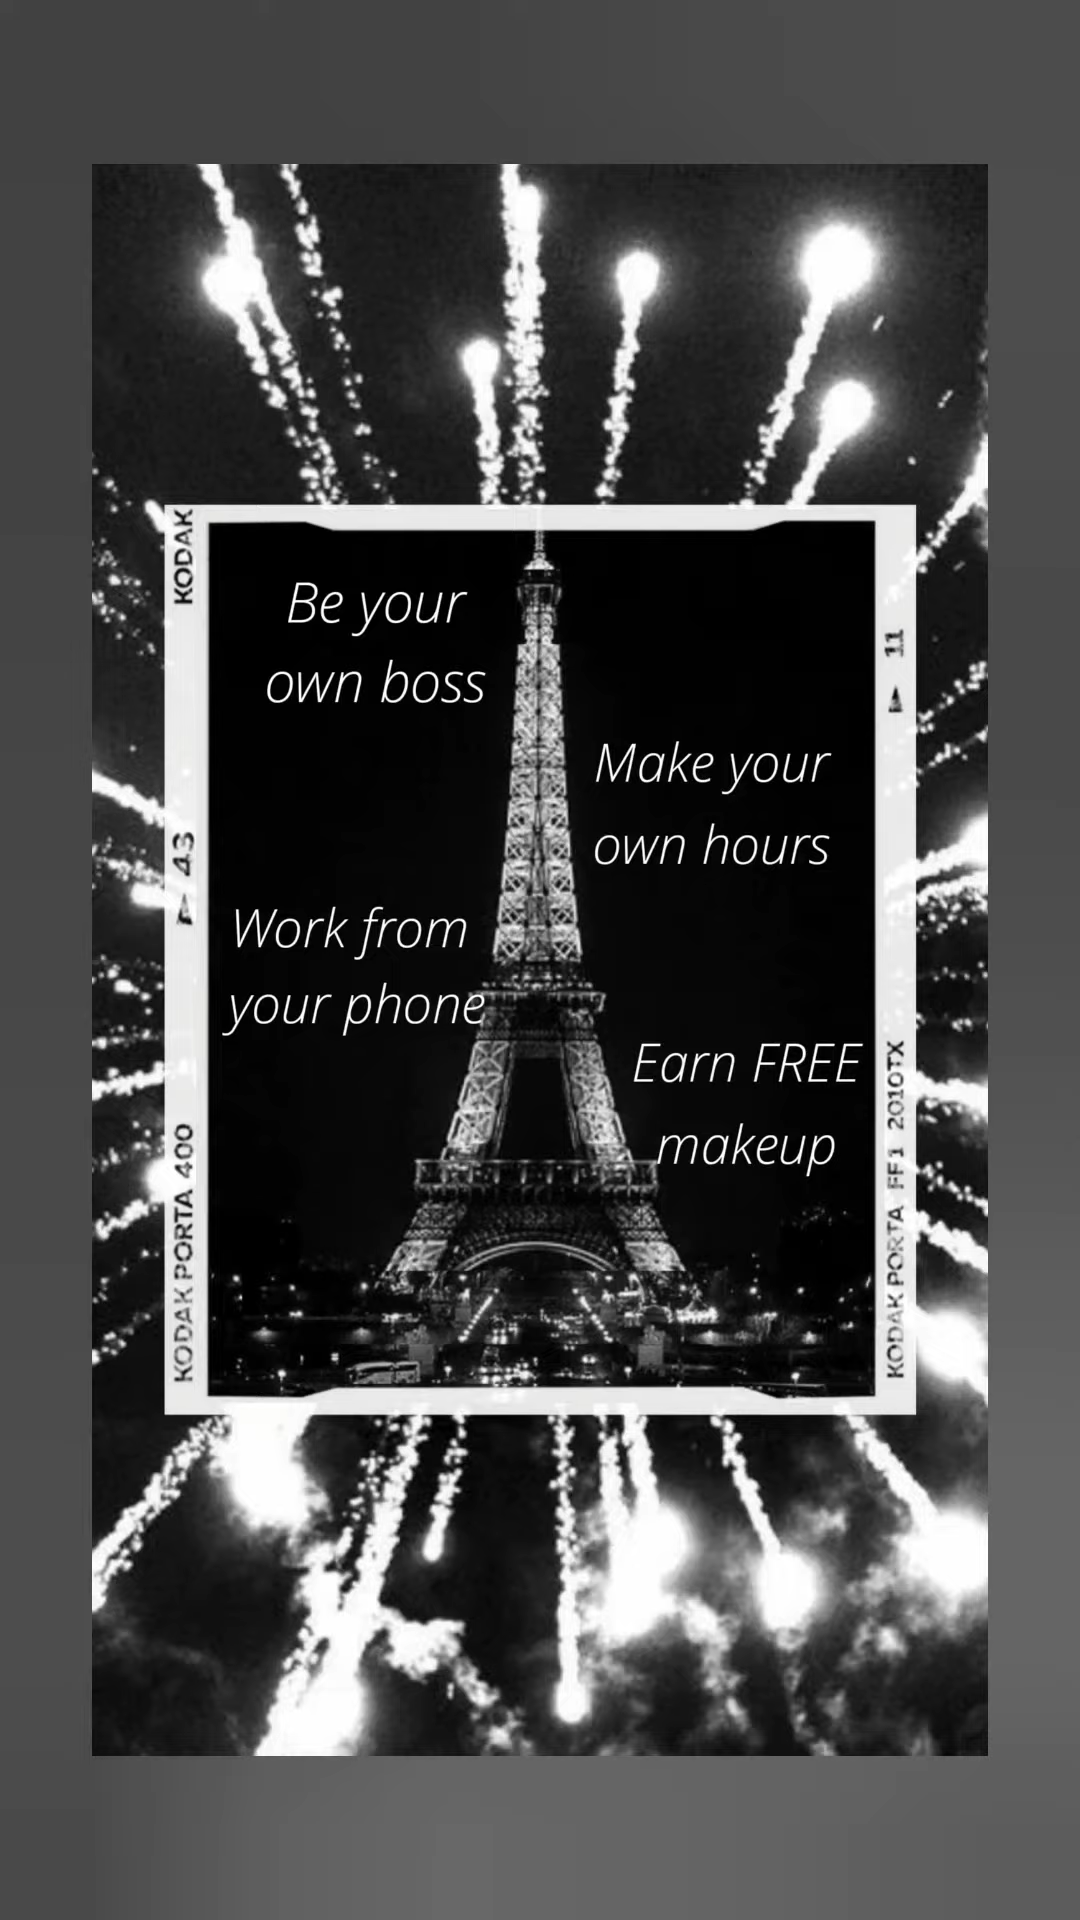 KODAK
43
KODAK PORTA 400
Be your
own boss
Make your
own hours
Work from
your phone
Earn FREE
makeup
11
KODAK PORTA FF1 2010TX